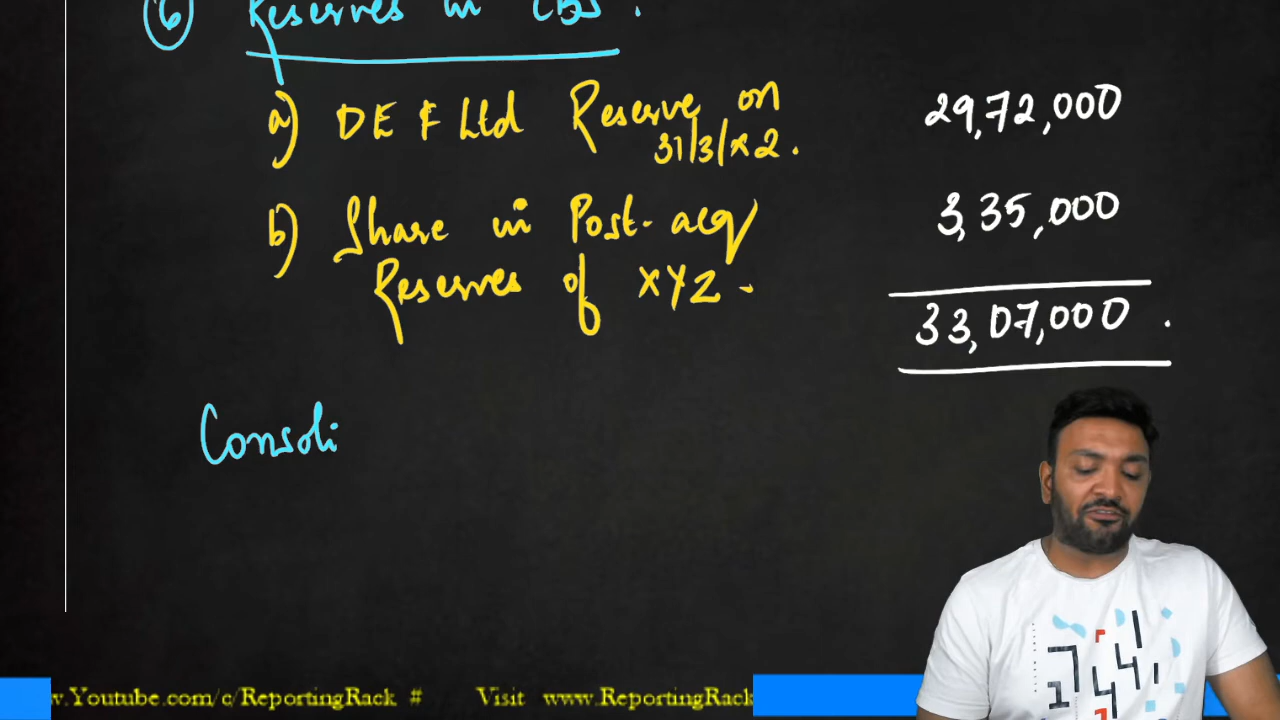 6 Reserves in CBS :
a) DEF Ltd Reserve on 29,72,000
31/3/x2.
b) Share in Post-acq 3,35,000
Reserves of XYZ.
33,07,000.
Consoli
w.Youtube.com/c/ReportingRack # Visit www.ReportingRack